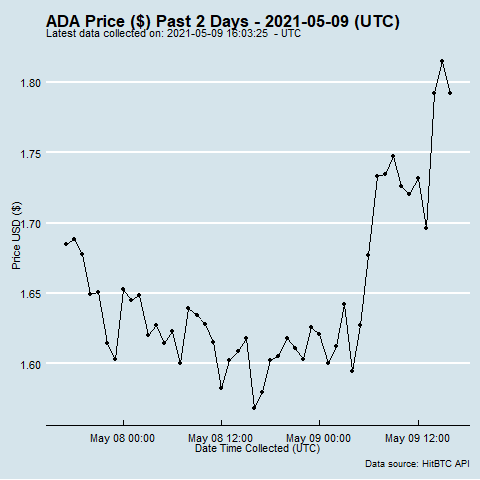 ADA Price ($) Past 2 Days - 2021-05-09 (UTC)
Latest data collected on: 2021-05-09 16:03:25 - UTC
Price USD ($)
1.80
1.75
1.70
1.65
1.60
May 08 00:00 May 08 12:00 May 09 00:00 May 09 12:00
Date Time Collected (UTC)
Data source: HitBTC API